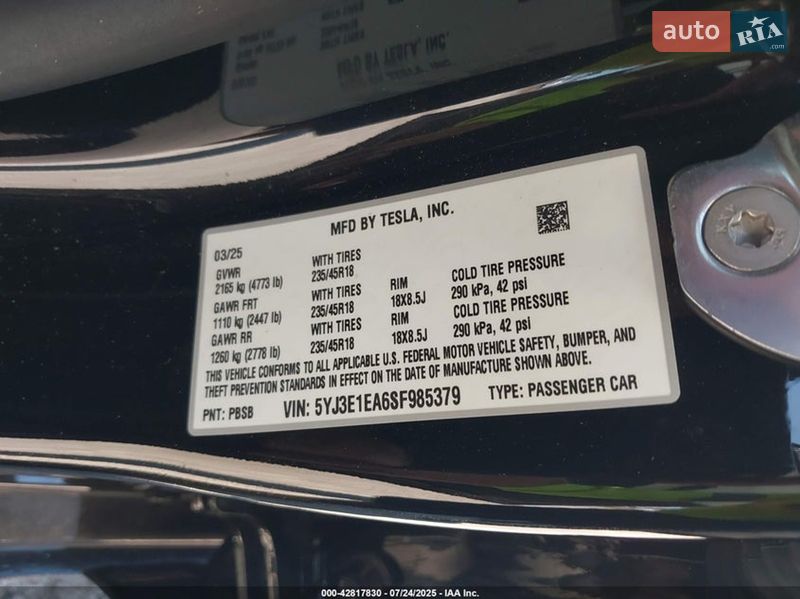 auto RIA.com
MFD BY TESLA, INC.
03/25
GVWR WITH TIRES
2165 kg (4773 lb) 235/45R18 RIM COLD TIRE PRESSURE
GAWR FRT WITH TIRES 18X8.5J 290 kPa, 42 psi
1110 kg (2447 lb) 235/45R18 RIM COLD TIRE PRESSURE
GAWR RR WITH TIRES 18X8.5J 290 kPa, 42 psi
1260 kg (2778 lb) 235/45R18
THIS VEHICLE CONFORMS TO ALL APPLICABLE U.S. FEDERAL MOTOR VEHICLE SAFETY, BUMPER, AND
THEFT PREVENTION STANDARDS IN EFFECT ON THE DATE OF MANUFACTURE SHOWN ABOVE.
PNT: PBSB VIN: 5YJ3E1EA6SF985379 TYPE: PASSENGER CAR
000-42817830 - 07/24/2025 - IAA Inc.